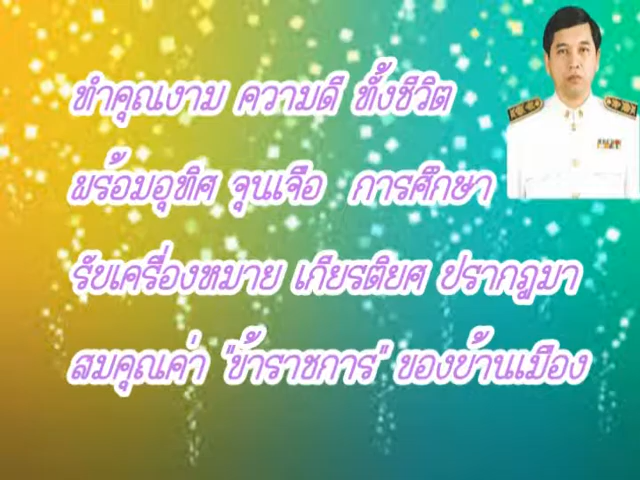 ทำคุณงาม ความดี ทั้งชีวิต
พร้อมอุทิศ จุนเจือ การศึกษา
รับเครื่องหมาย เกียรติยศ ปรากฎมา
สมคุณค่า "ข้าราชการ" ของบ้านเมือง